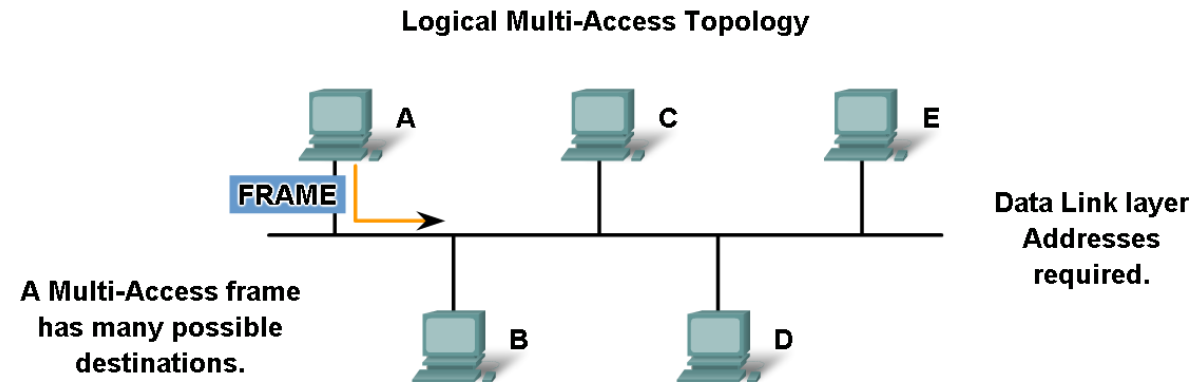 Logical Multi-Access Topology
A
C
E
FRAME
Data Link layer
Addresses
required.
A Multi-Access frame
has many possible
destinations.
B
D